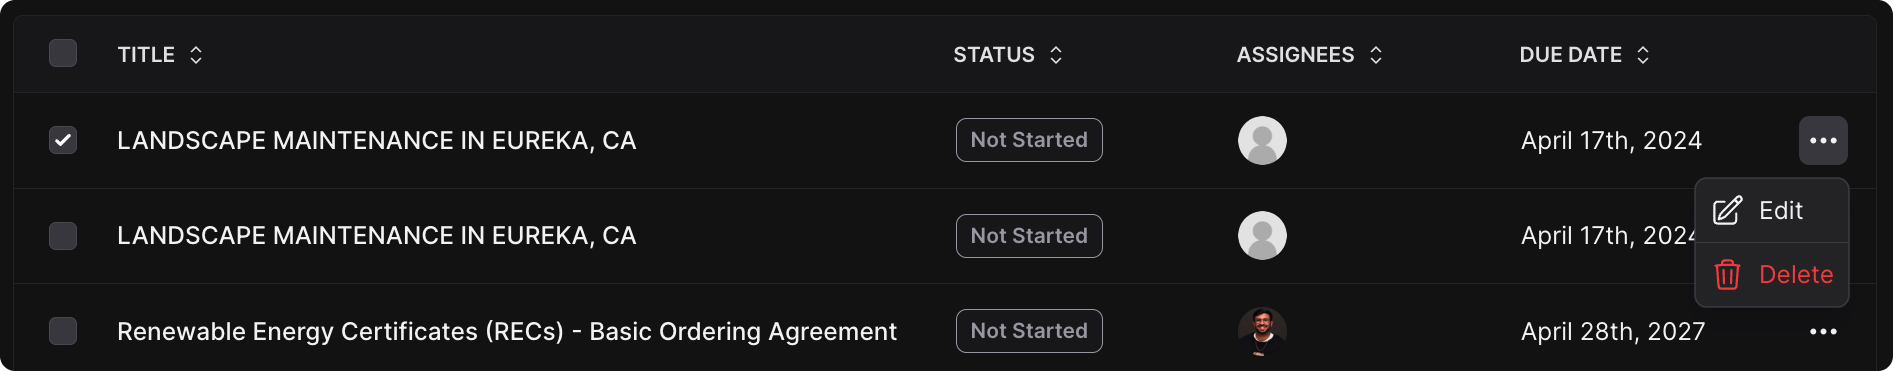 TITLE STATUS ASSIGNEES DUE DATE
LANDSCAPE MAINTENANCE IN EUREKA, CA Not Started April 17th, 2024
Edit
LANDSCAPE MAINTENANCE IN EUREKA, CA Not Started April 17th, 2024
Delete
Renewable Energy Certificates (RECs) - Basic Ordering Agreement Not Started April 28th, 2027